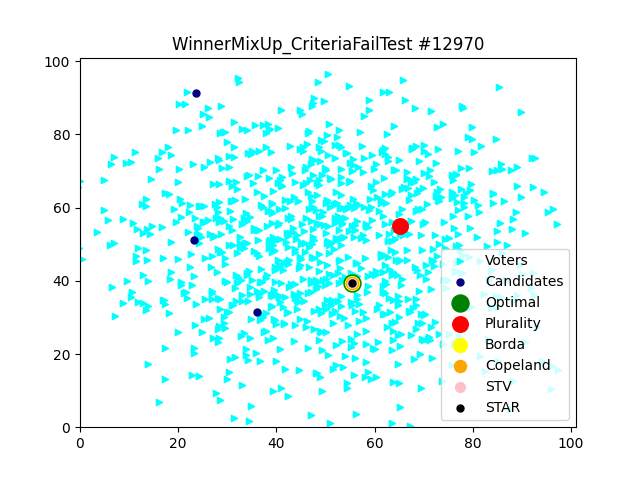 WinnerMixUp_CriteriaFailTest #12970
100
80
60
40
20
0
0
20
40
60
80
100
Voters
Candidates
Optimal
Plurality
Borda
Copeland
STV
STAR